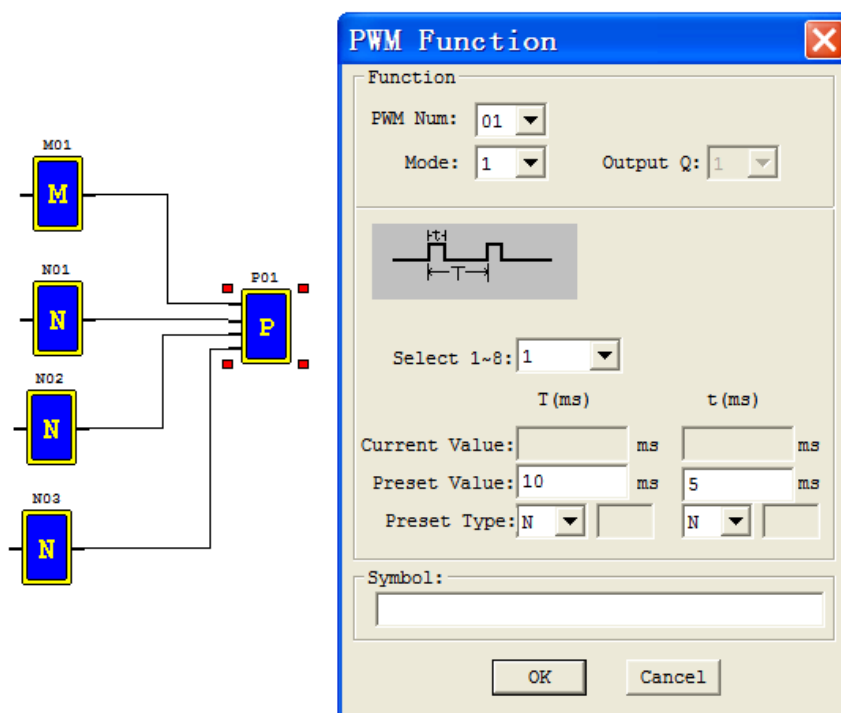 M01
M
N01
N
N02
N
N03
N
P01
P
PWM Function
Function
PWM Num: 01
Mode: 1 Output Q: 1
t
T
Select 1~8: 1
T(ms) t(ms)
Current Value: ms ms
Preset Value: 10 ms 5 ms
Preset Type: N N
Symbol:
OK Cancel